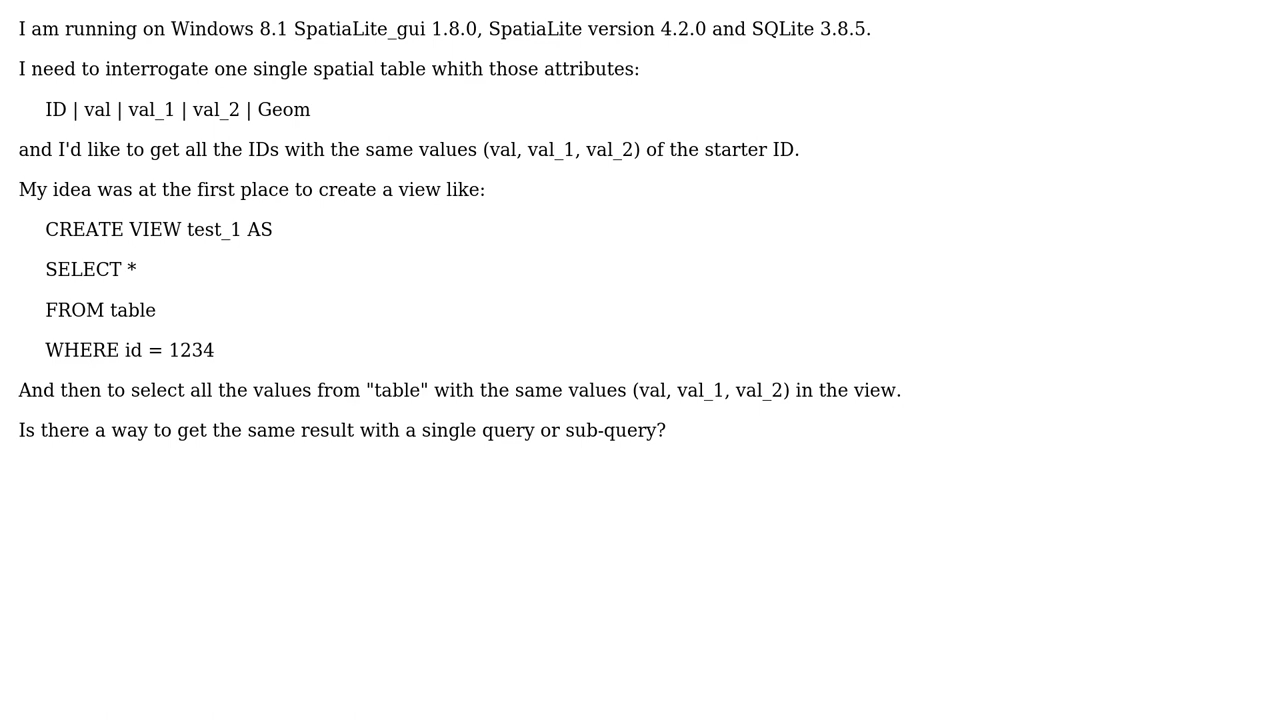 I am running on Windows 8.1 SpatiaLite_gui 1.8.0, SpatiaLite version 4.2.0 and SQLite 3.8.5.
I need to interrogate one single spatial table whith those attributes:
ID | val | val_1 | val_2 | Geom
and I'd like to get all the IDs with the same values (val, val_1, val_2) of the starter ID.
My idea was at the first place to create a view like:
CREATE VIEW test_1 AS
SELECT *
FROM table
WHERE id = 1234
And then to select all the values from "table" with the same values (val, val_1, val_2) in the view.
Is there a way to get the same result with a single query or sub-query?